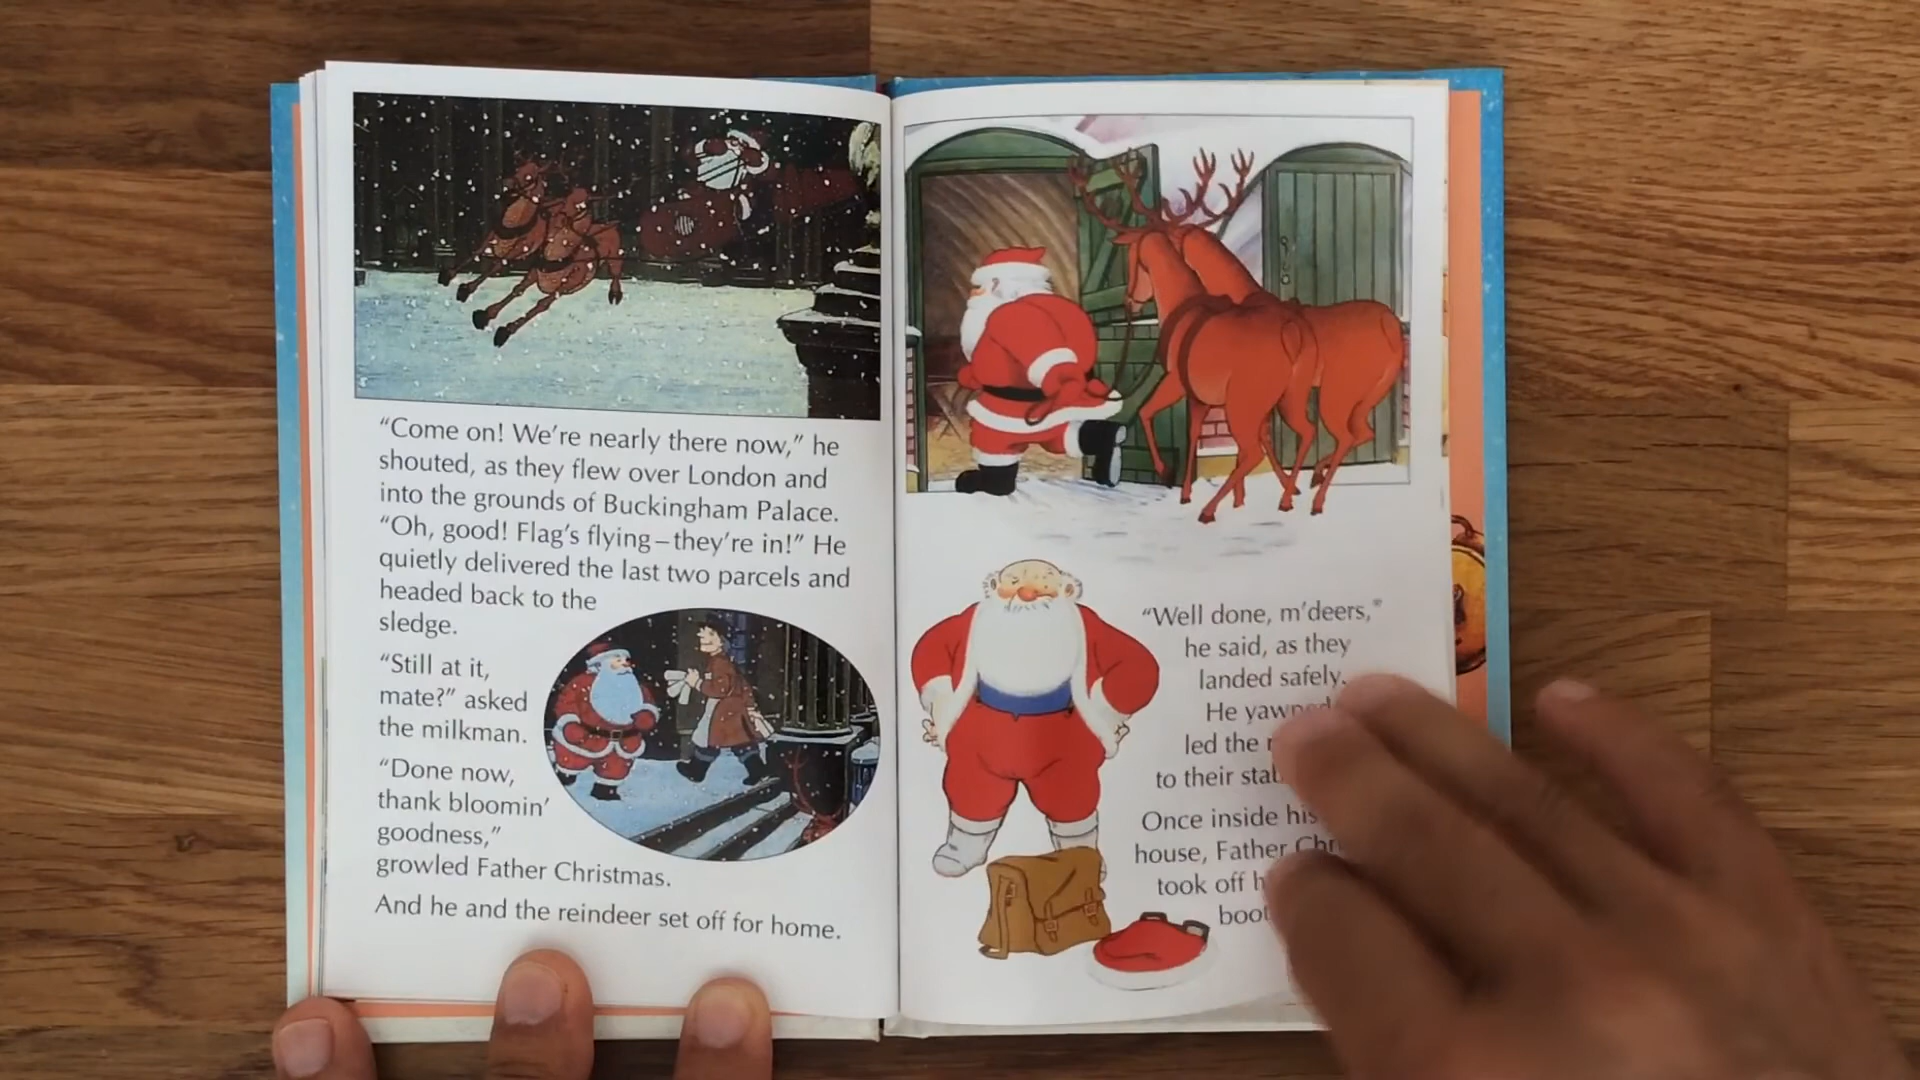 “Come on! We’re nearly there now,” he
shouted, as they flew over London and
into the grounds of Buckingham Palace.
“Oh, good! Flag’s flying – they’re in!” He
quietly delivered the last two parcels and
headed back to the
sledge.
“Still at it,
mate?” asked
the milkman.
“Done now,
thank bloomin’
goodness,”
growled Father Christmas.
And he and the reindeer set off for home.
“Well done, m’deers,”
he said, as they
landed safely.
He yawned
led the
to their
Once inside his
house, Father
took off